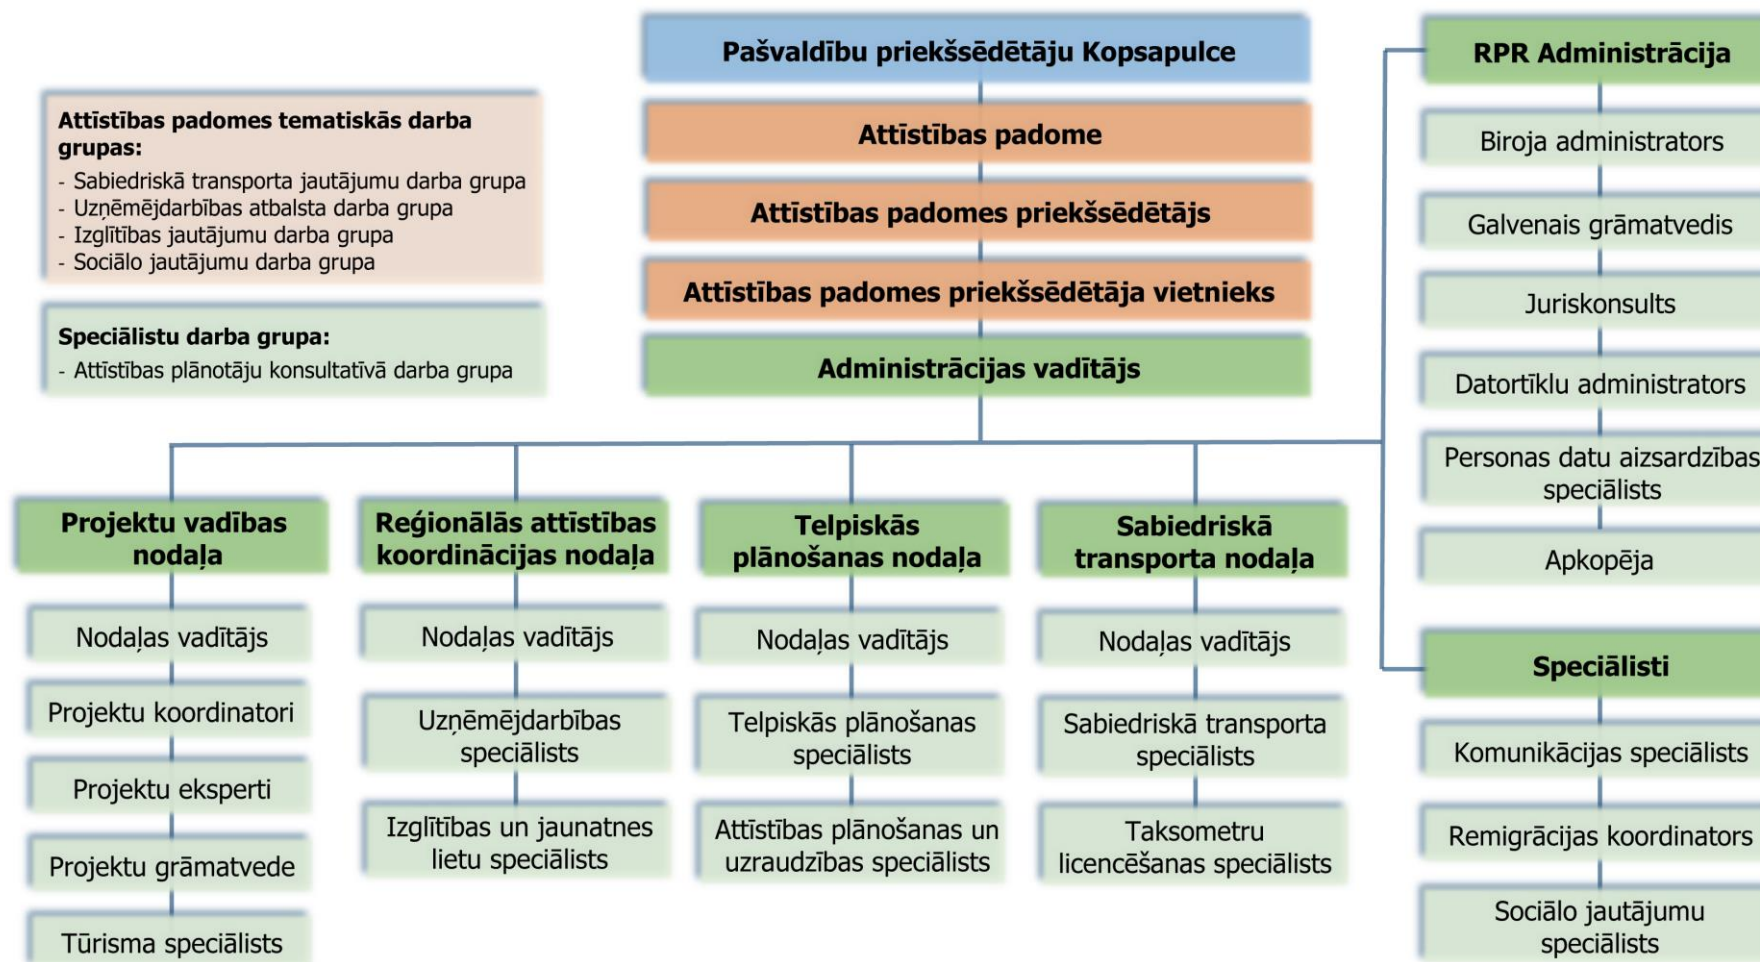 Pašvaldību priekšsēdētāju Kopsapulce
Attīstības padome
Attīstības padomes priekšsēdētājs
Attīstības padomes priekšsēdētāja vietnieks
Administrācijas vadītājs
Attīstības padomes tematiskās darba
grupas:
- Sabiedriskā transporta jautājumu darba grupa
- Uzņēmējdarbības atbalsta darba grupa
- Izglītības jautājumu darba grupa
- Sociālo jautājumu darba grupa
Speciālistu darba grupa:
- Attīstības plānotāju konsultatīvā darba grupa
Projektu vadības
nodaļa
Nodaļas vadītājs
Projektu koordinatori
Projektu eksperti
Projektu grāmatvede
Tūrisma speciālists
Reģionālās attīstības
koordinācijas nodaļa
Nodaļas vadītājs
Uzņēmējdarbības
speciālists
Izglītības un jaunatnes
lietu speciālists
Telpiskās
plānošanas nodaļa
Nodaļas vadītājs
Telpiskās plānošanas
speciālists
Attīstības plānošanas un
uzraudzības speciālists
Sabiedriskā
transporta nodaļa
Nodaļas vadītājs
Sabiedriskā transporta
speciālists
Taksometru
licencēšanas speciālists
RPR Administrācija
Biroja administrators
Galvenais grāmatvedis
Juriskonsults
Datortīklu administrators
Personas datu aizsardzības
speciālists
Apkopēja
Speciālisti
Komunikācijas speciālists
Remigrācijas koordinators
Sociālo jautājumu
speciālists